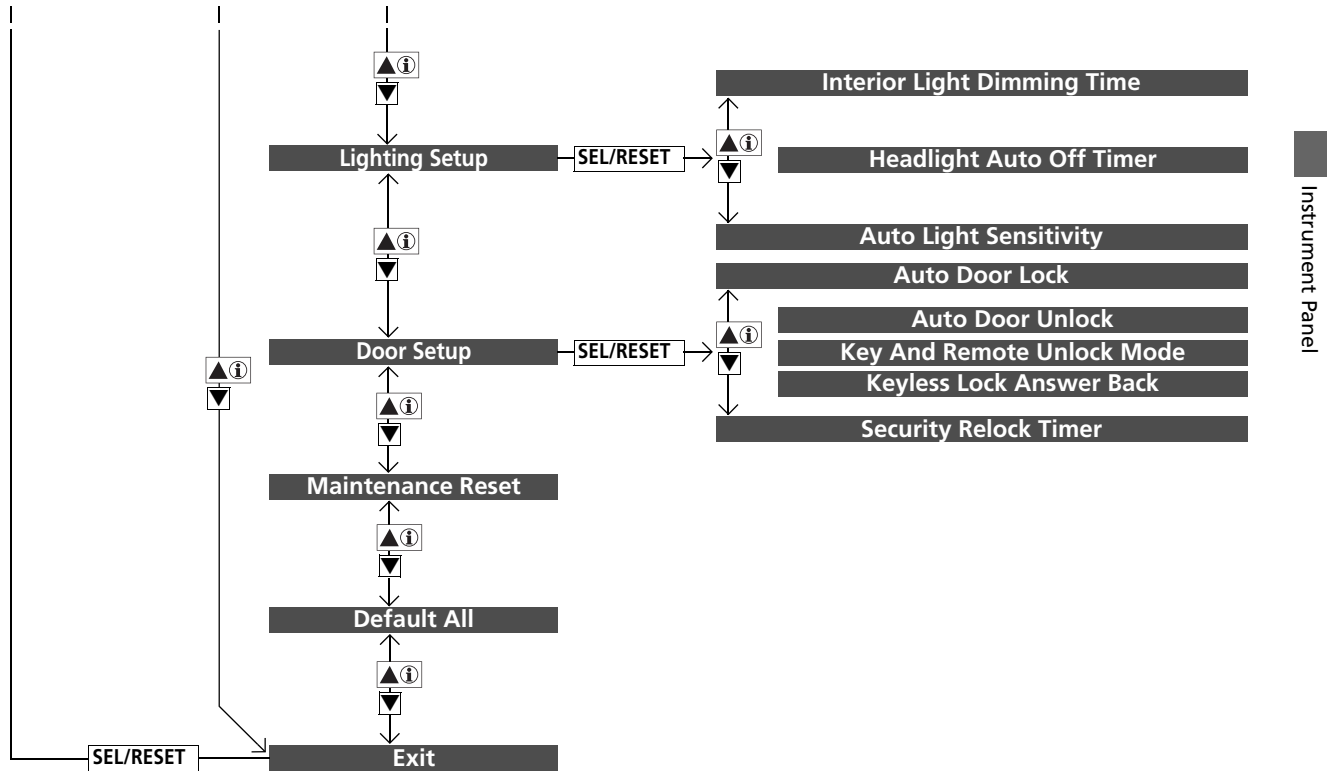 Interior Light Dimming Time
Lighting Setup
SEL/RESET
Headlight Auto Off Timer
Auto Light Sensitivity
Auto Door Lock
Auto Door Unlock
Door Setup
SEL/RESET
Key And Remote Unlock Mode
Keyless Lock Answer Back
Security Relock Timer
Maintenance Reset
Default All
SEL/RESET
Exit
Instrument Panel